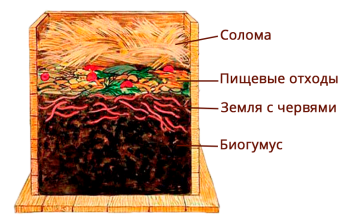 Солома
Пищевые отходы
Земля с червями
Биогумус